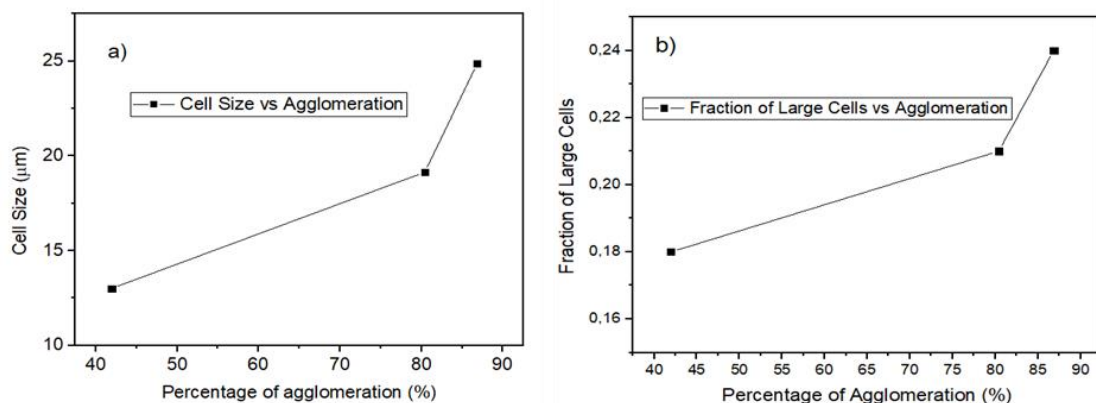 a)
Cell Size vs Agglomeration
Cell Size (μm)
25
20
15
10
40 50 60 70 80 90
Percentage of agglomeration (%)
b)
Fraction of Large Cells vs Agglomeration
Fraction of Large Cells
0,24
0,22
0,20
0,18
0,16
40 45 50 55 60 65 70 75 80 85 90
Percentage of Agglomeration (%)